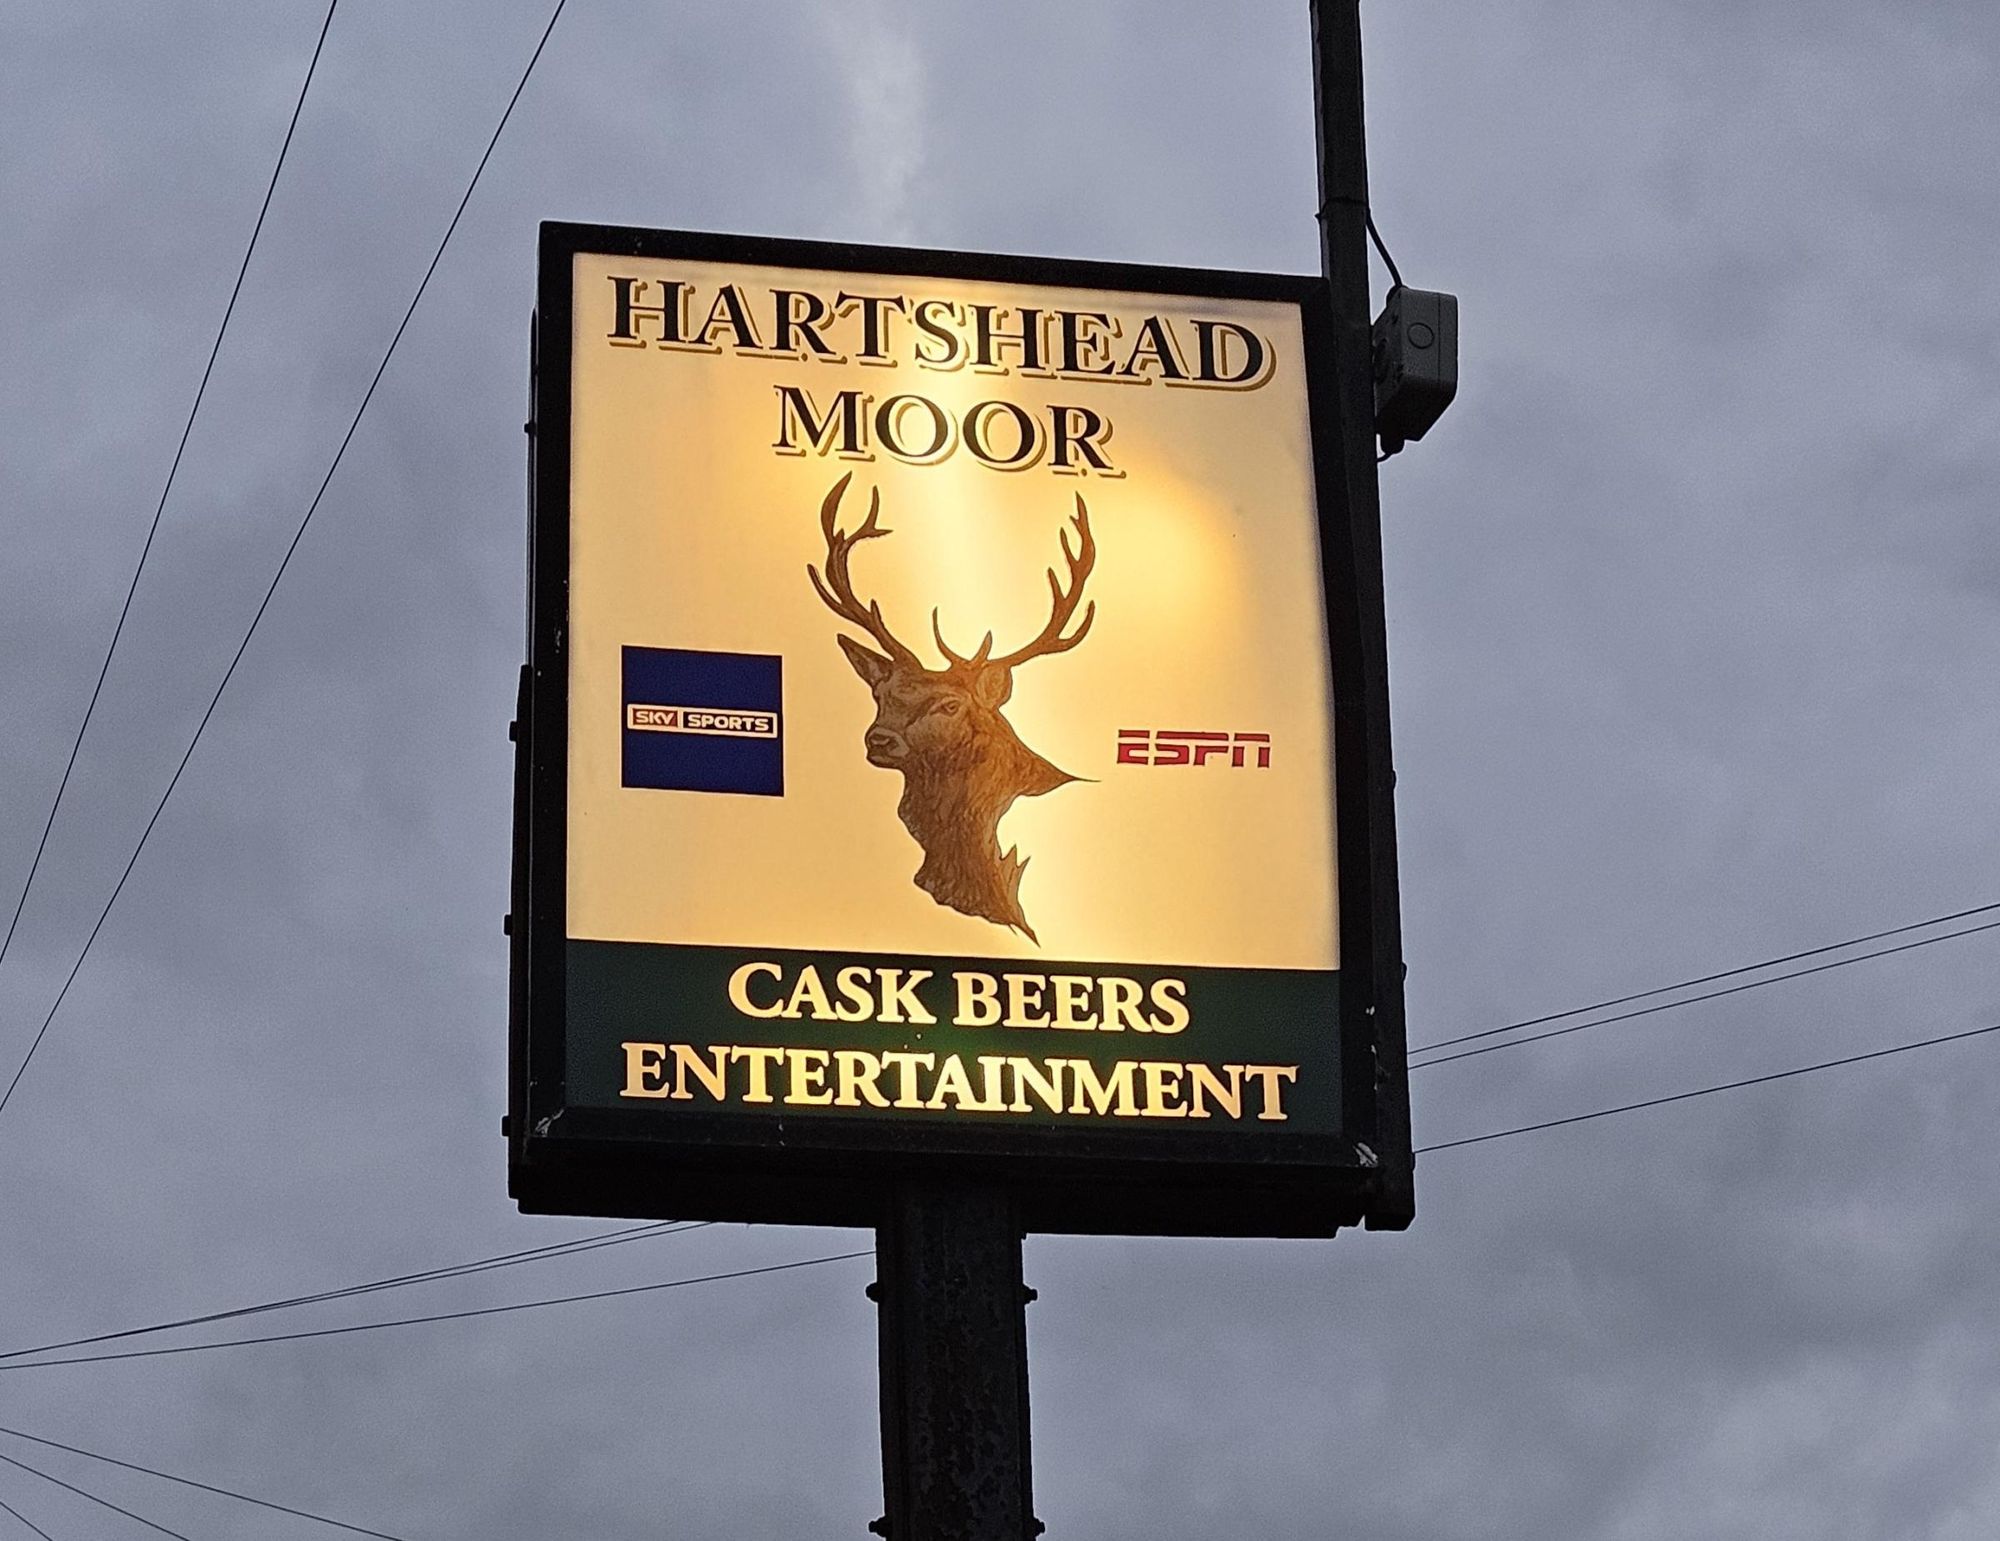 HARTSHEAD
MOOR
SKY SPORTS
ESPN
CASK BEERS
ENTERTAINMENT